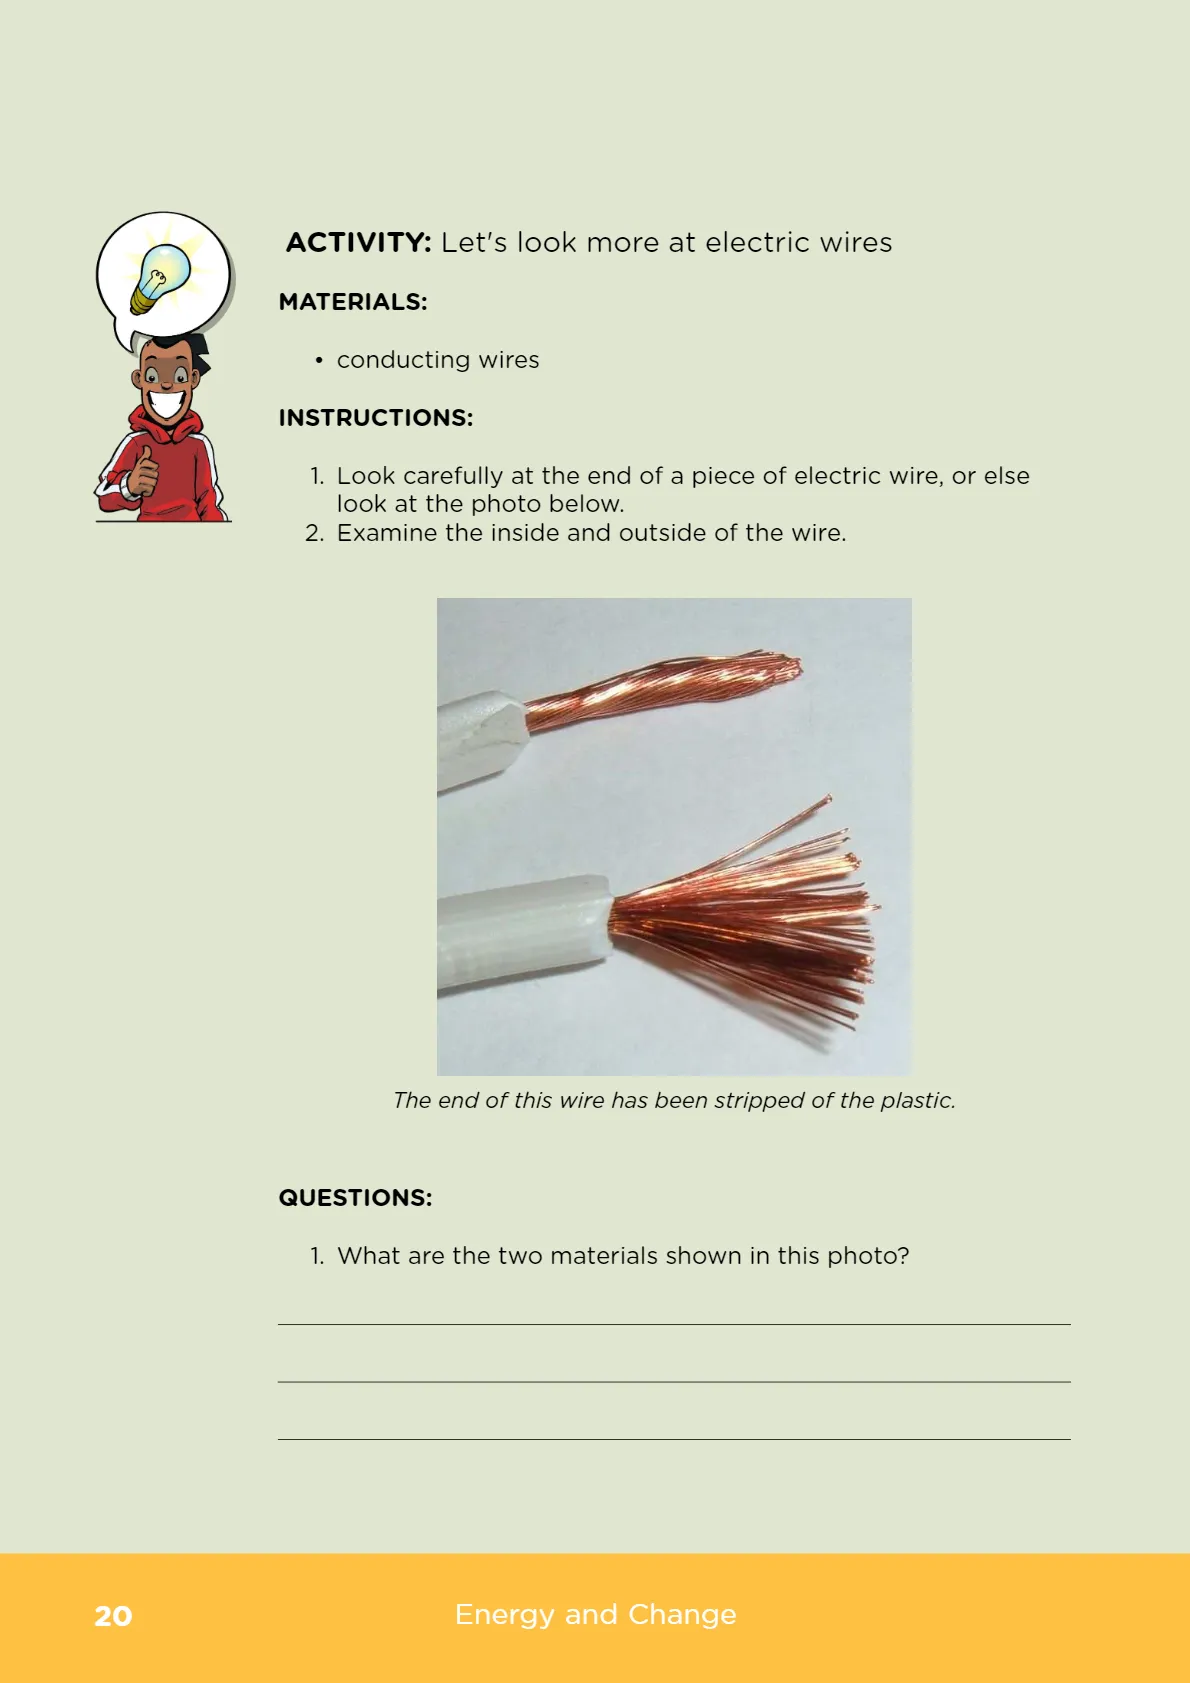 ACTIVITY: Let's look more at electric wires
MATERIALS:
• conducting wires
INSTRUCTIONS:
1. Look carefully at the end of a piece of electric wire, or else
look at the photo below.
2. Examine the inside and outside of the wire.
The end of this wire has been stripped of the plastic.
QUESTIONS:
1. What are the two materials shown in this photo?
20
Energy and Change